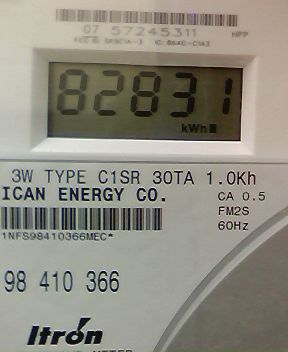 07 57245311 HPP
82831
kWh
3W TYPE C1SR 30TA 1.0Kh
ICAN ENERGY CO. CA 0.5
FM2S
60Hz
1NFS98410366MEC*
98 410 366
Itron